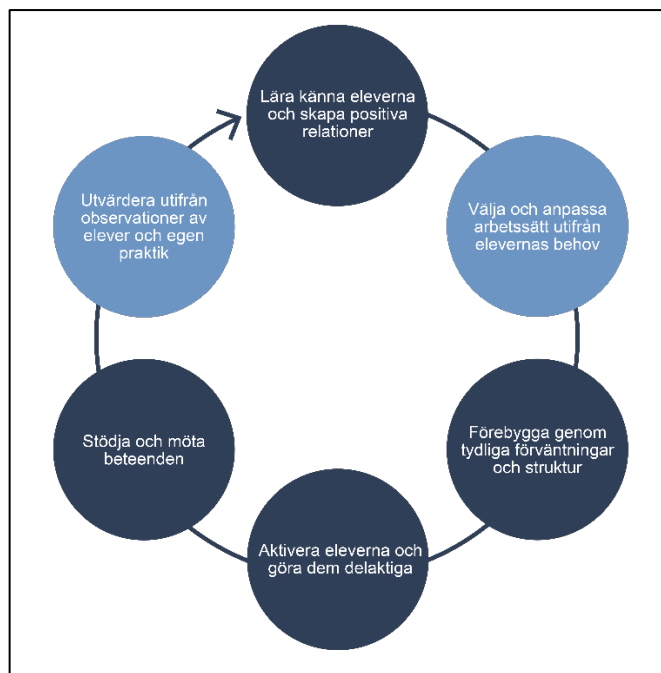 Lära känna eleverna
och skapa positiva
relationer
Välja och anpassa
arbetssätt utifrån
elevernas behov
Förebygga genom
tydliga förväntningar
och struktur
Aktivera eleverna och
göra dem delaktiga
Stödja och möta
beteenden
Utvärdera utifrån
observationer av
elever och egen
praktik